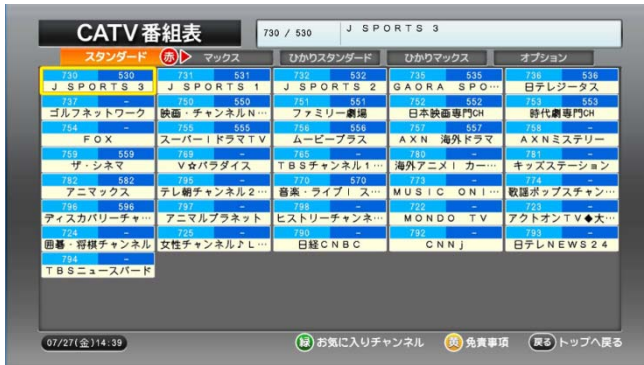 CATV番組表
730 / 530
J SPORTS 3
スタンダード 赤 マックス ひかりスタンダード ひかりマックス オプション
730 530 731 531 732 532 735 535 736 536
J SPORTS 3 J SPORTS 1 J SPORTS 2 GAORA SPO… 日テレジータス
737 - 750 550 751 551 752 552 753 553
ゴルフネットワーク 映画・チャンネルN… ファミリー劇場 日本映画専門CH 時代劇専門CH
754 - 755 555 756 556 757 557 758 -
FOX スーパー!ドラマTV ムービープラス AXN 海外ドラマ AXNミステリー
759 559 769 - 765 - 780 - 781 -
ザ・シネマ V☆パラダイス TBSチャンネル1… 海外アニメ! カー… キッズステーション
782 582 775 - 770 570 773 - 774 -
アニマックス テレ朝チャンネル2… 音楽・ライブ! ス… MUSIC ONI… 歌謡ポップスチャン…
796 596 797 - 798 - 722 - 723 -
ディスカバリーチャ… アニマルプラネット ヒストリーチャンネ… MONDO TV アクトオンTV◆大…
724 - 725 - 790 - 792 - 793 -
囲碁・将棋チャンネル 女性チャンネル♪L… 日経CNBC CNNj 日テレNEWS24
794 -
TBSニュースバード
07/27(金)14:39 緑 お気に入りチャンネル 黄 免責事項 戻る トップへ戻る